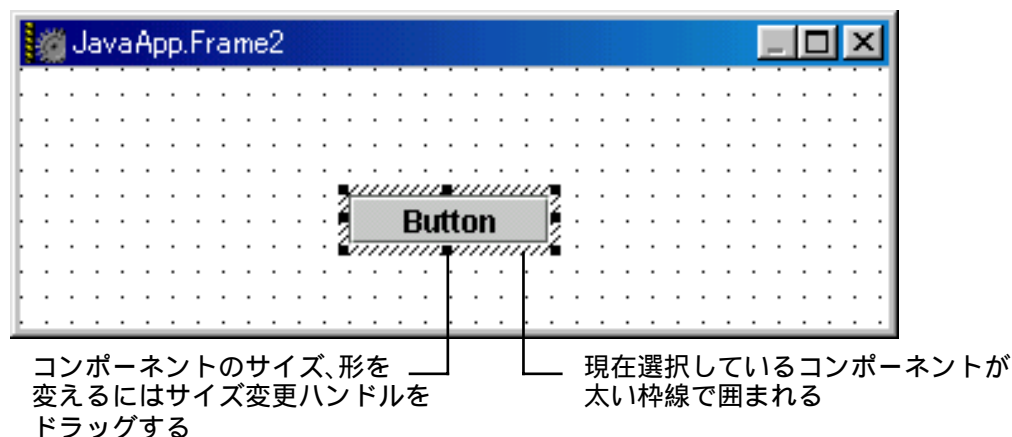 JavaApp.Frame2
Button
コンポーネントのサイズ、形を
変えるにはサイズ変更ハンドルを
ドラッグする
現在選択しているコンポーネントが
太い枠線で囲まれる